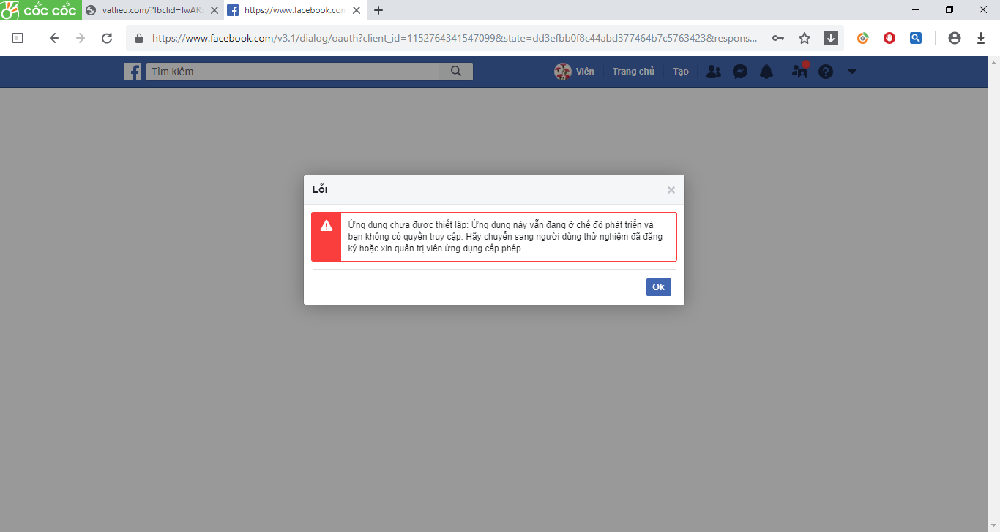 cốc cốc
vatlieu.com/?fbclid=IwAR
https://www.facebook.co
https://www.facebook.com/v3.1/dialog/oauth?client_id=1152764341547099&state=dd3efbb0f8c44abd377464b7c5763423&respons...
Tìm kiếm
Viên
Trang chủ
Tạo
Lỗi
Ứng dụng chưa được thiết lập: Ứng dụng này vẫn đang ở chế độ phát triển và
bạn không có quyền truy cập. Hãy chuyển sang người dùng thử nghiệm đã đăng
ký hoặc xin quản trị viên ứng dụng cấp phép.
Ok